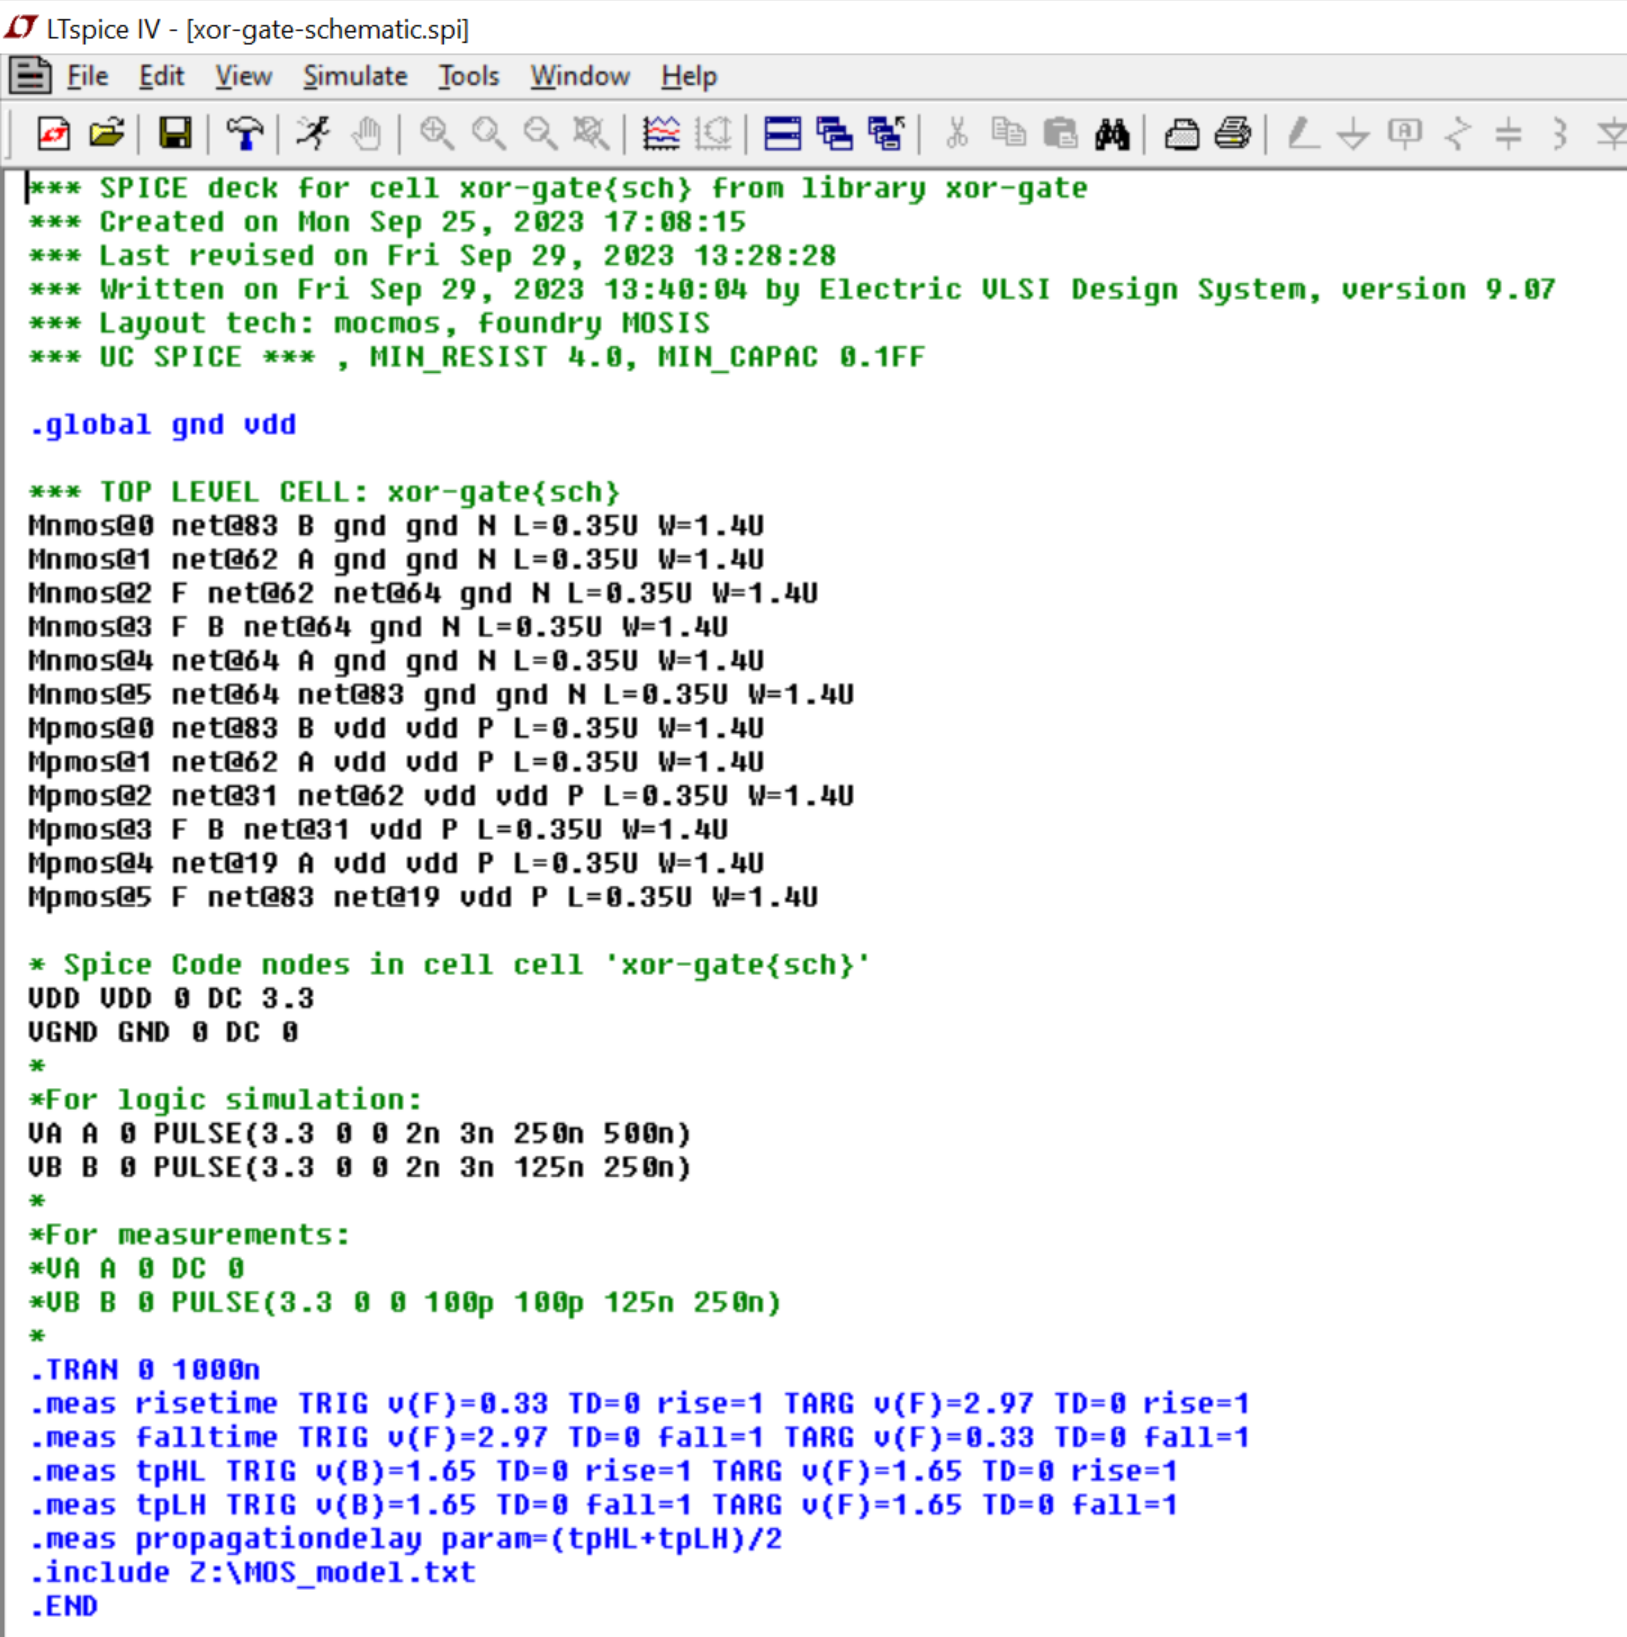 LTspice IV - [xor-gate-schematic.spi]
File Edit View Simulate Tools Window Help
*** SPICE deck for cell xor-gate{sch} from library xor-gate
*** Created on Mon Sep 25, 2023 17:08:15
*** Last revised on Fri Sep 29, 2023 13:28:28
*** Written on Fri Sep 29, 2023 13:40:04 by Electric VLSI Design System, version 9.07
*** Layout tech: mocmos, foundry MOSIS
*** UC SPICE *** , MIN_RESIST 4.0, MIN_CAPAC 0.1FF
.global gnd vdd
*** TOP LEVEL CELL: xor-gate{sch}
Mnmos@0 net@83 B gnd gnd N L=0.35U W=1.4U
Mnmos@1 net@62 A gnd gnd N L=0.35U W=1.4U
Mnmos@2 F net@62 net@64 gnd N L=0.35U W=1.4U
Mnmos@3 F B net@64 gnd N L=0.35U W=1.4U
Mnmos@4 net@64 A gnd gnd N L=0.35U W=1.4U
Mnmos@5 net@64 net@83 gnd gnd N L=0.35U W=1.4U
Mpmos@0 net@83 B vdd vdd P L=0.35U W=1.4U
Mpmos@1 net@62 A vdd vdd P L=0.35U W=1.4U
Mpmos@2 net@31 net@62 vdd vdd P L=0.35U W=1.4U
Mpmos@3 F B net@31 vdd P L=0.35U W=1.4U
Mpmos@4 net@19 A vdd vdd P L=0.35U W=1.4U
Mpmos@5 F net@83 net@19 vdd P L=0.35U W=1.4U
* Spice Code nodes in cell cell 'xor-gate{sch}'
VDD VDD 0 DC 3.3
VGND GND 0 DC 0
*
*For logic simulation:
VA A 0 PULSE(3.3 0 0 2n 3n 250n 500n)
VB B 0 PULSE(3.3 0 0 2n 3n 125n 250n)
*
*For measurements:
*VA A 0 DC 0
*VB B 0 PULSE(3.3 0 0 100p 100p 125n 250n)
*
.TRAN 0 1000n
.meas risetime TRIG v(F)=0.33 TD=0 rise=1 TARG v(F)=2.97 TD=0 rise=1
.meas falltime TRIG v(F)=2.97 TD=0 fall=1 TARG v(F)=0.33 TD=0 fall=1
.meas tpHL TRIG v(B)=1.65 TD=0 rise=1 TARG v(F)=1.65 TD=0 rise=1
.meas tpLH TRIG v(B)=1.65 TD=0 fall=1 TARG v(F)=1.65 TD=0 fall=1
.meas propagationdelay param=(tpHL+tpLH)/2
.include Z:\MOS_model.txt
.END